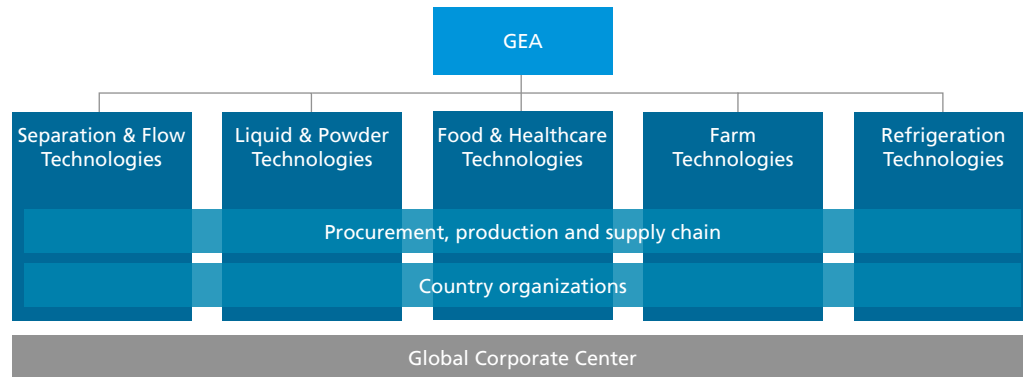 GEA
Separation & Flow
Technologies
Liquid & Powder
Technologies
Food & Healthcare
Technologies
Farm
Technologies
Refrigeration
Technologies
Procurement, production and supply chain
Country organizations
Global Corporate Center